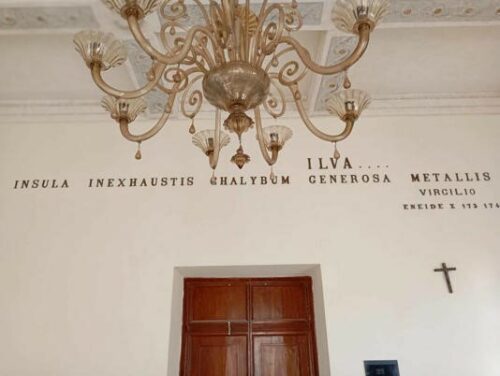 ILVA....
INSULA INEXHAUSTIS CHALYBUM GENEROSA METALLIS
VIRGILIO
ENEIDE X 173 174